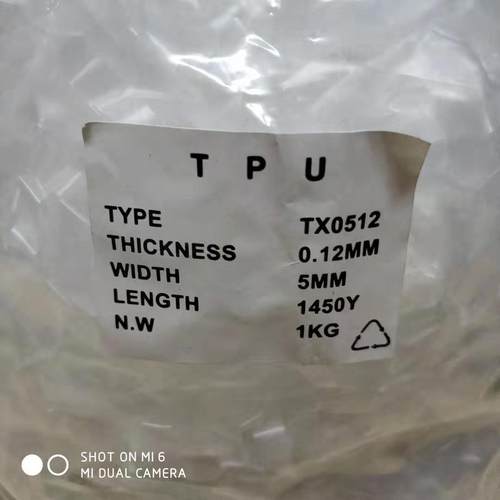 T P U
TYPE TX0512
THICKNESS 0.12MM
WIDTH 5MM
LENGTH 1450Y
N.W 1KG
SHOT ON MI 6
MI DUAL CAMERA